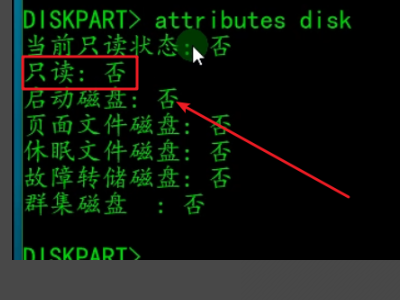 DISKPART> attributes disk
当前只读状态: 否
只读: 否
启动磁盘: 否
页面文件磁盘: 否
休眠文件磁盘: 否
故障转储磁盘: 否
群集磁盘  : 否
DISKPART>